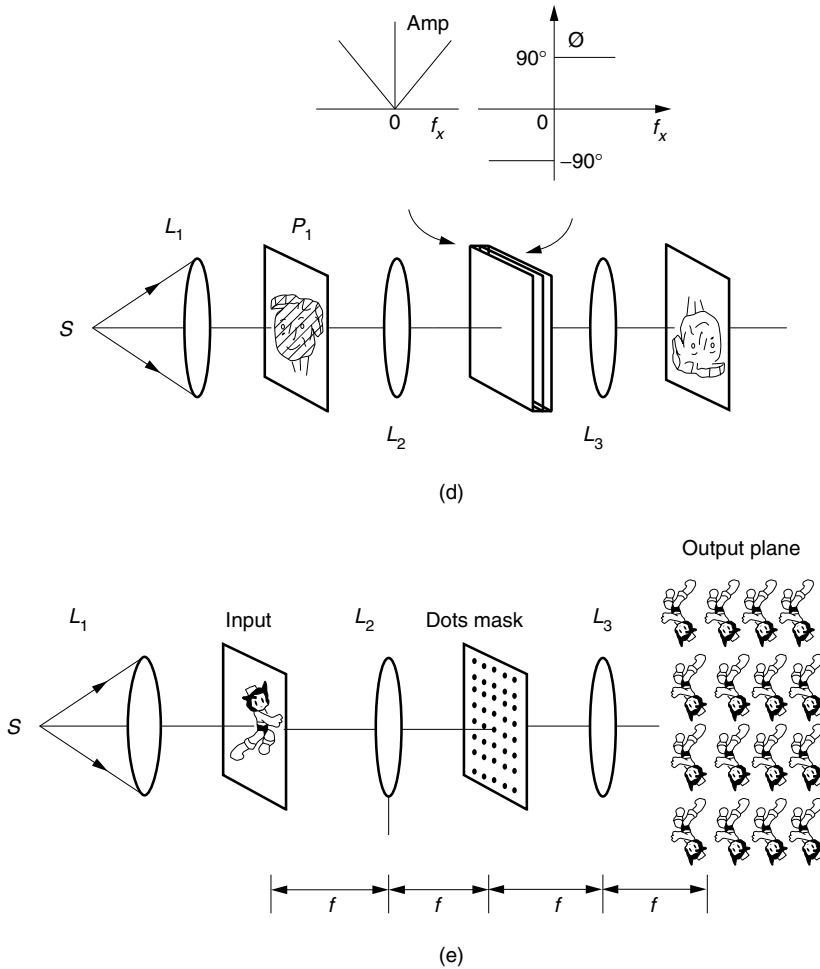 Amp
Ø
90°
0
f_x
0
f_x
–90°
L_1
P_1
S
L_2
L_3
(d)
Output plane
L_1
Input
L_2
Dots mask
L_3
S
f
f
f
f
(e)